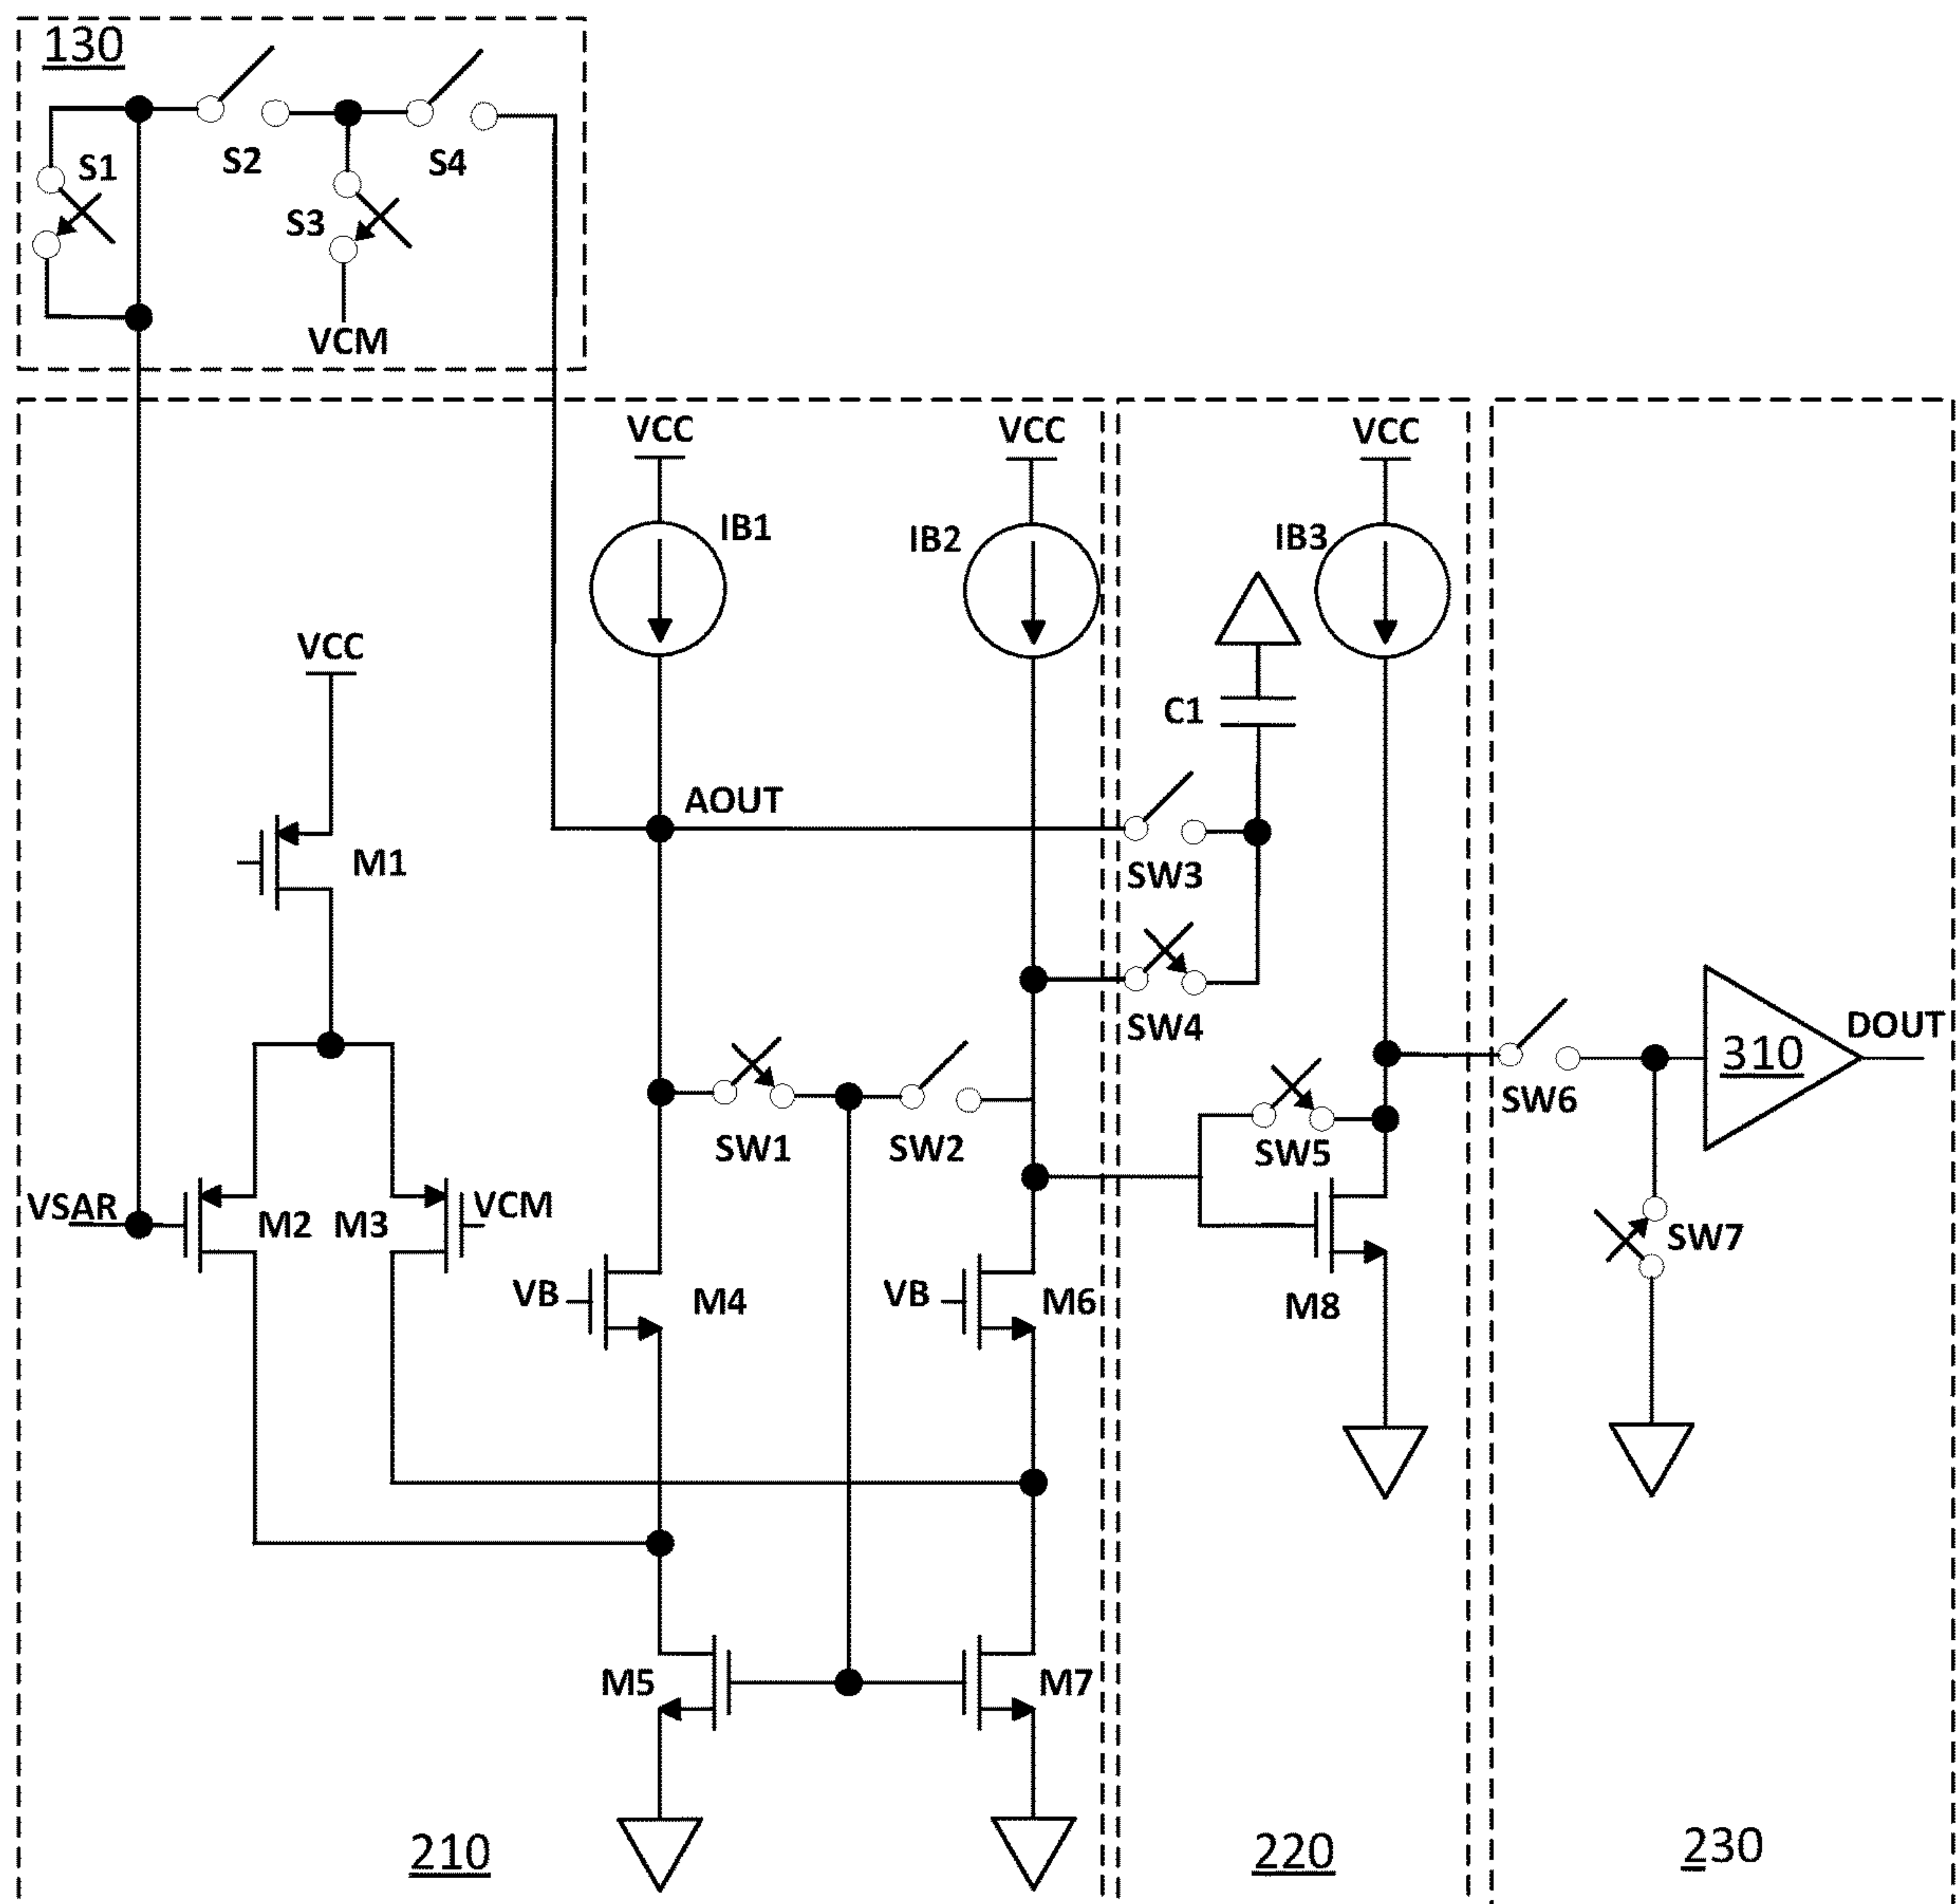 130
S1
S2
S4
S3
VCM
VCC
VCC
VCC
IB1
IB2
IB3
VCC
C1
AOUT
M1
SW3
SW4
DOUT
310
SW1
SW2
SW5
SW6
VSAR
M2
M3
VCM
SW7
VB
M4
VB
M6
M8
M5
M7
210
220
230